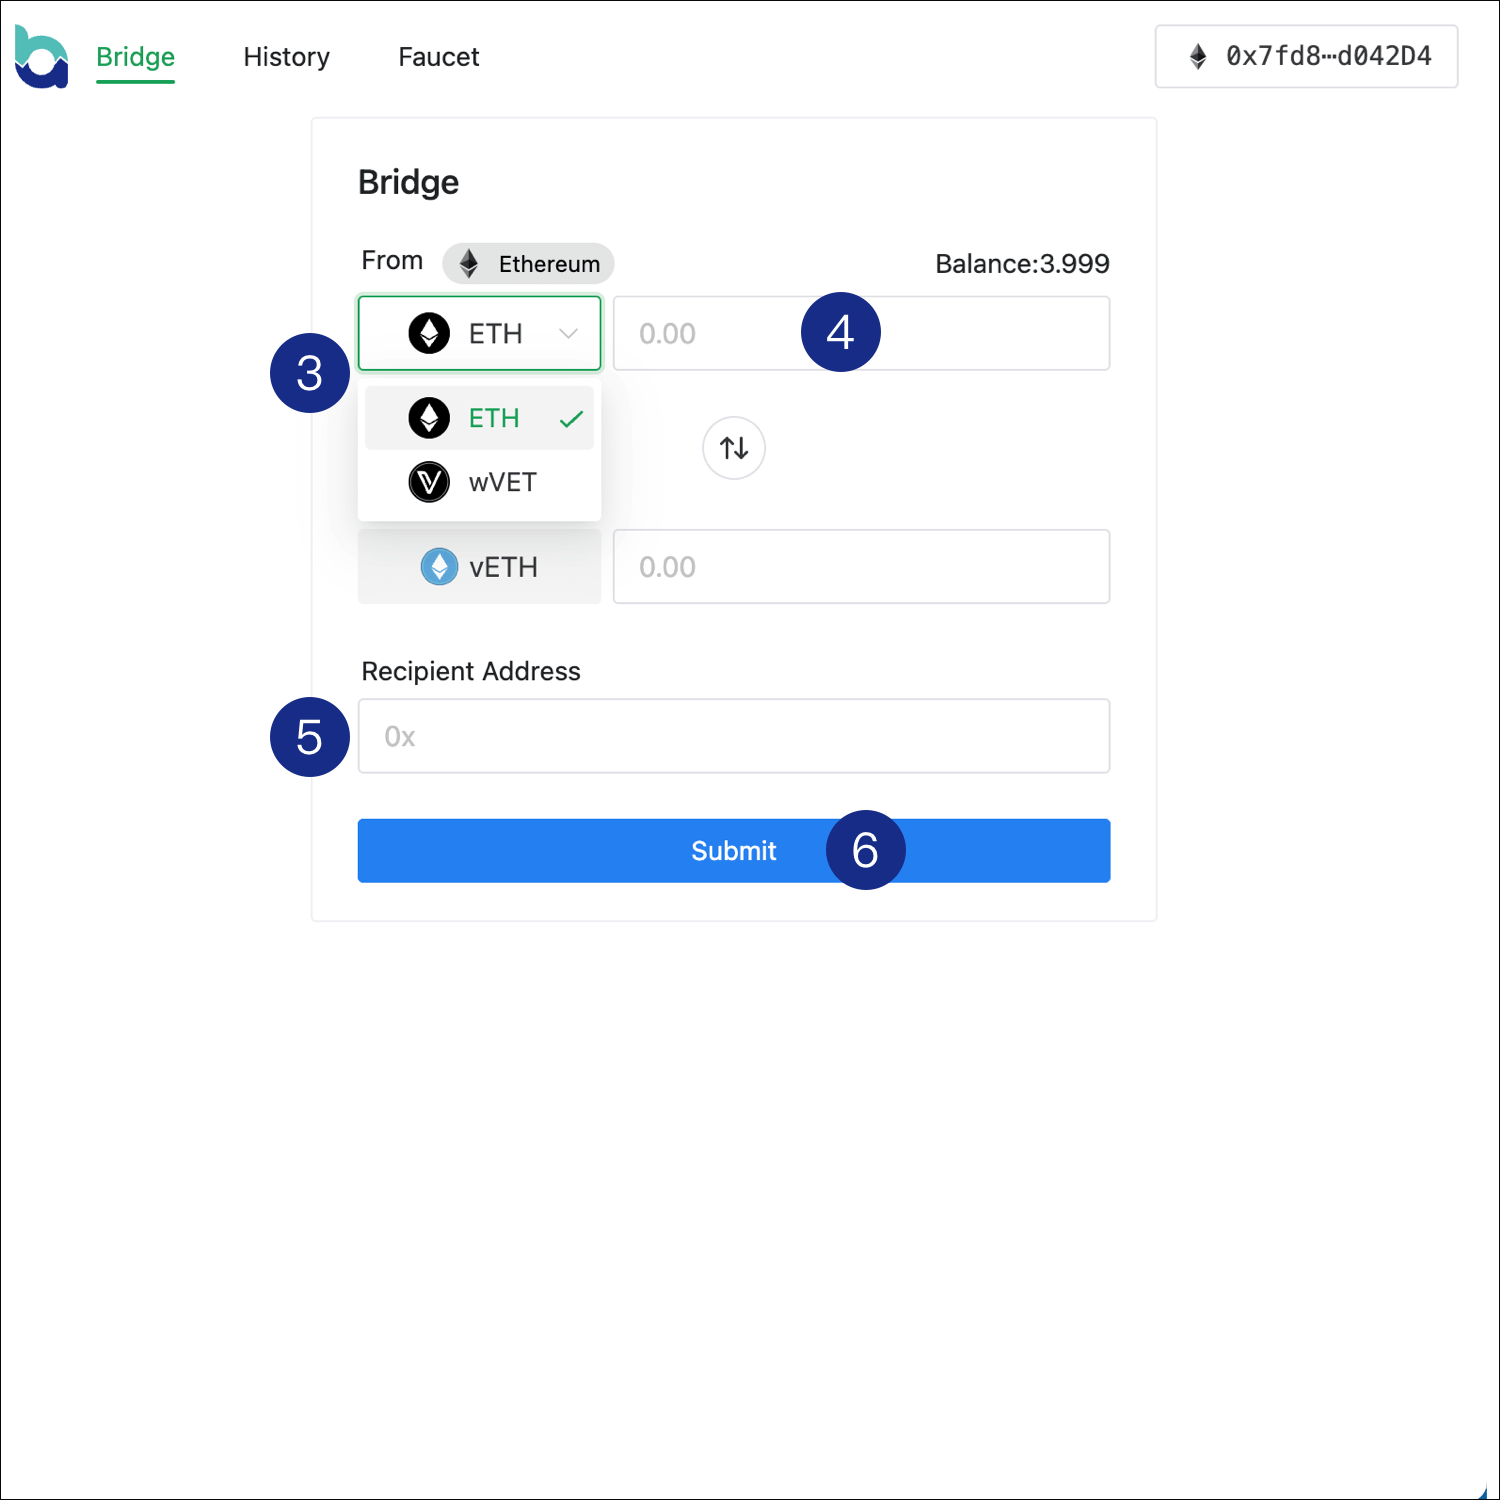 Bridge History Faucet 0x7fd8···d042D4
Bridge
From Ethereum Balance:3.999
ETH 0.00 4
3
ETH
wVET
vETH 0.00
Recipient Address
5 0x
Submit 6